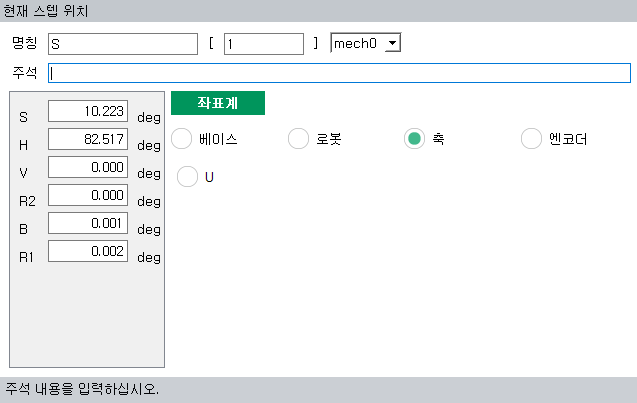 현재 스텝 위치
명칭 S [ 1 ] mech0
주석
S 10.223 deg
H 82.517 deg
V 0.000 deg
R2 0.000 deg
B 0.001 deg
R1 0.002 deg
좌표계
베이스 로봇 축 엔코더
U
주석 내용을 입력하십시오.